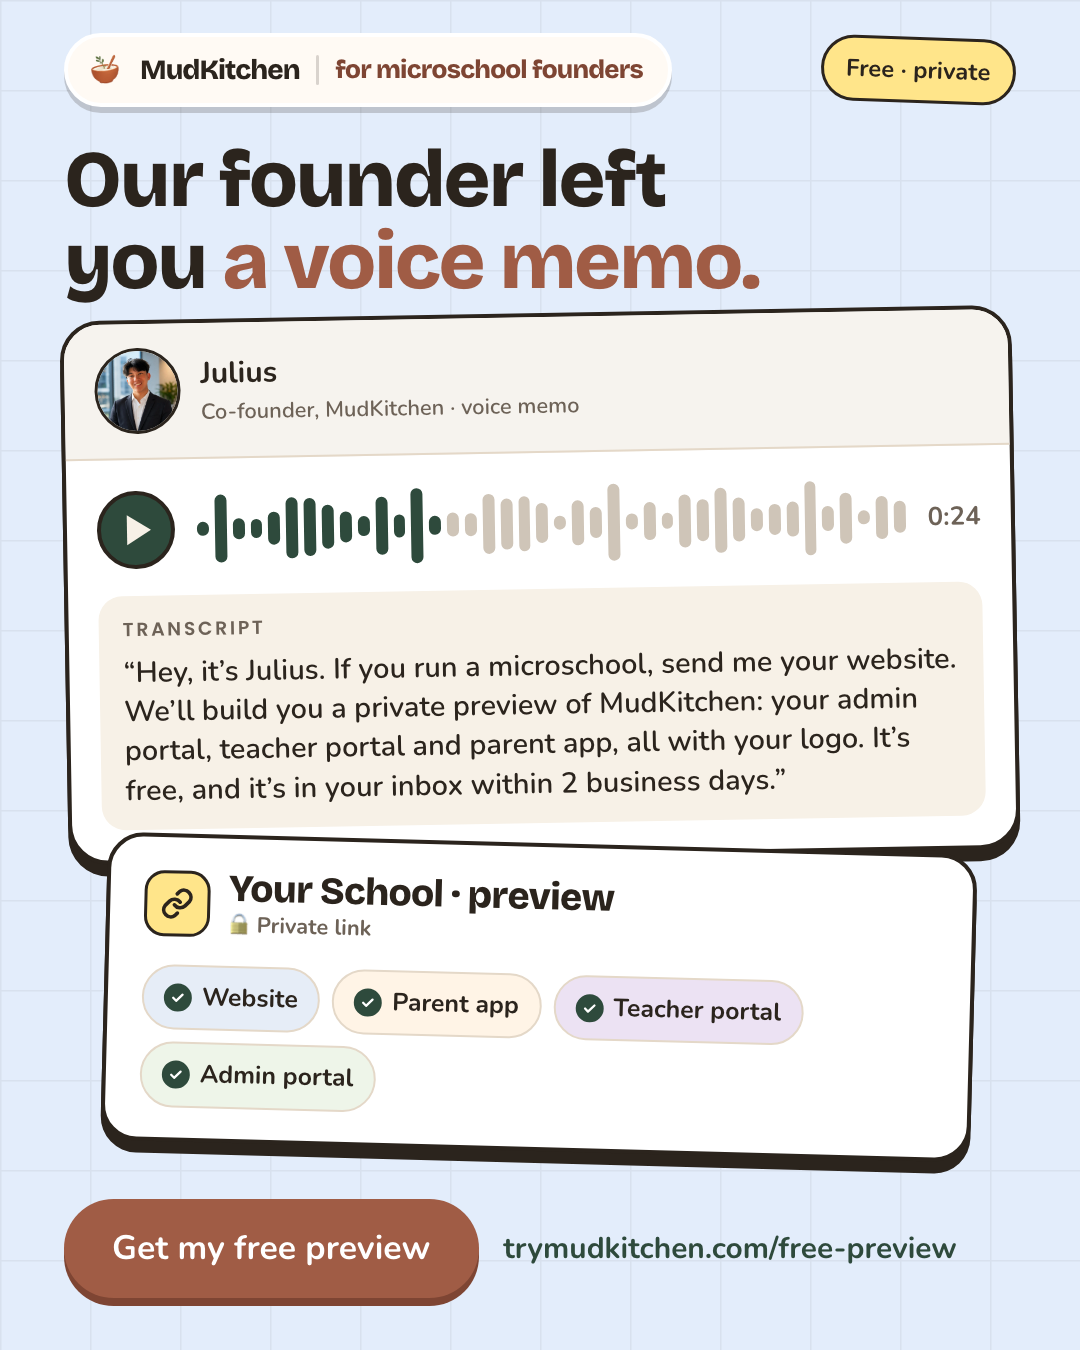 MudKitchen | for microschool founders
Free · private
Our founder left
you a voice memo.
Julius
Co-founder, MudKitchen · voice memo
0:24
TRANSCRIPT
“Hey, it’s Julius. If you run a microschool, send me your website.
We’ll build you a private preview of MudKitchen: your admin
portal, teacher portal and parent app, all with your logo. It’s
free, and it’s in your inbox within 2 business days.”
Your School · preview
🔒 Private link
Website
Parent app
Teacher portal
Admin portal
Get my free preview
trymudkitchen.com/free-preview